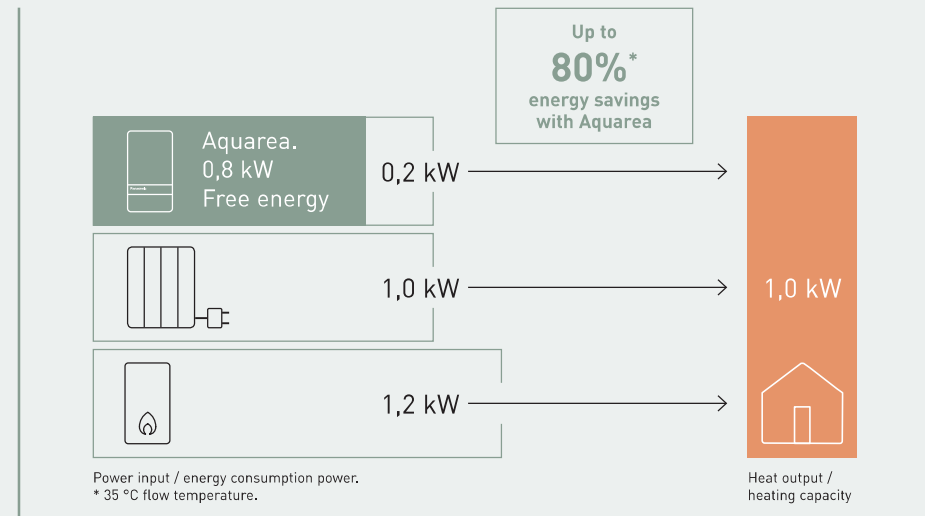 Up to
80%*
energy savings
with Aquarea
Aquarea.
0,8 kW
Free energy
0,2 kW
1,0 kW
1,0 kW
1,2 kW
Power input / energy consumption power.
* 35 °C flow temperature.
Heat output /
heating capacity